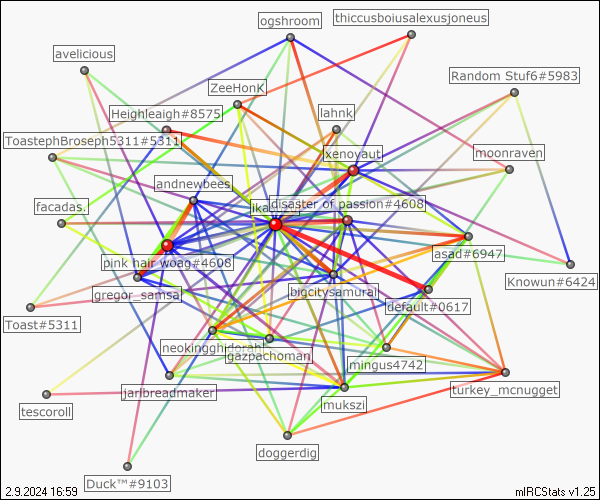 ogshroom
thiccusboiusalexusjoneus
avelicious
Random Stuf6#5983
ZeeHonK
Heighleaigh#8575
lahnk
ToastephBroseph5311#5311
xenoyaut
moonraven
andrewbees
disaster of passion#4608
facadas.
asad#6947
pink hair woag#4608
Knowun#6424
gregor_samsa
bigcitysamurai
default#0617
Toast#5311
neokingghidorah
gazpachoman
mingus4742
jarlbreadmaker
turkey_mcnugget
tescoroll
mukszi
doggerdig
Duck™#9103
2.9.2024 16:59
mIRCStats v1.25